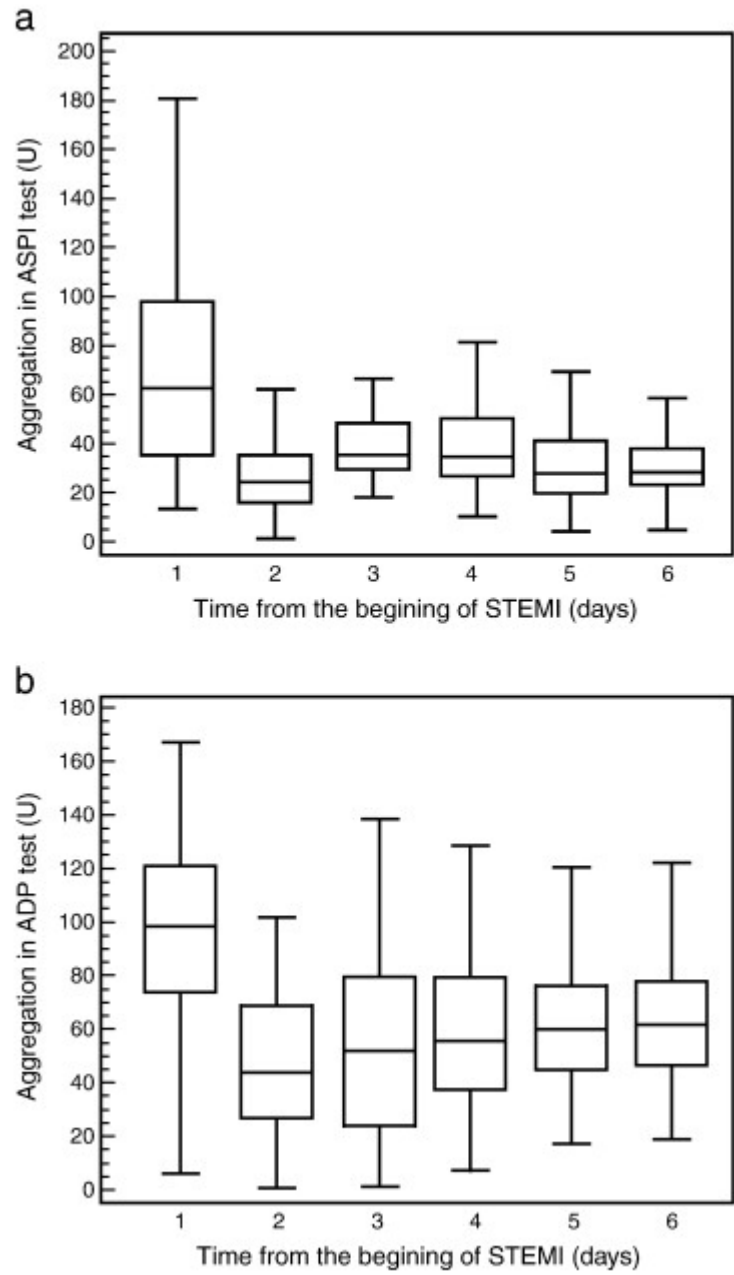 a
Aggregation in ASPI test (U)
200
180
160
140
120
100
80
60
40
20
0
1 2 3 4 5 6
Time from the begining of STEMI (days)
b
Aggregation in ADP test (U)
180
160
140
120
100
80
60
40
20
0
1 2 3 4 5 6
Time from the begining of STEMI (days)